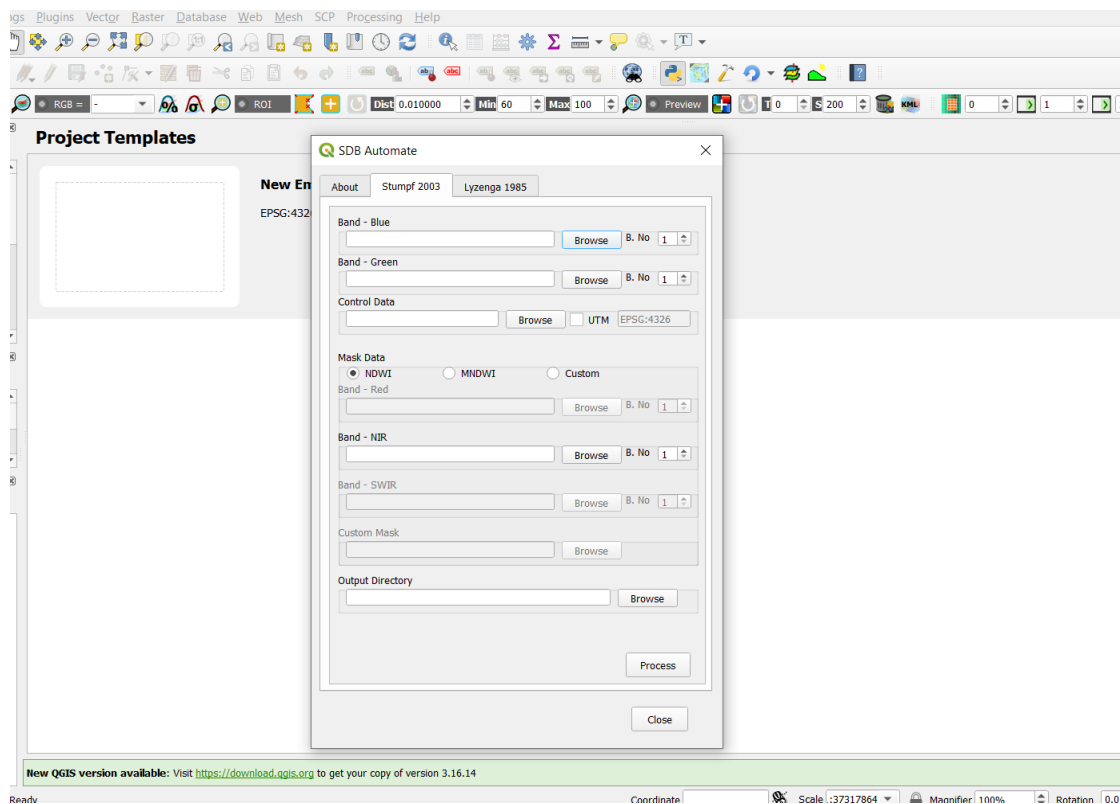 ngs Plugins Vector Raster Database Web Mesh SCP Processing Help
RGB = - ROI Dist 0.010000 Min 60 Max 100 Preview T 0 S 200 KML 0 1
Project Templates
New En
EPSG:432
SDB Automate
About Stumpf 2003 Lyzenga 1985
Band - Blue
Browse B. No 1
Band - Green
Browse B. No 1
Control Data
Browse UTM EPSG:4326
Mask Data
NDWI MNDWI Custom
Band - Red
Browse B. No 1
Band - NIR
Browse B. No 1
Band - SWIR
Browse B. No 1
Custom Mask
Browse
Output Directory
Browse
Process
Close
New QGIS version available: Visit https://download.qgis.org to get your copy of version 3.16.14
Ready Coordinate Scale :37317864 Magnifier 100% Rotation 0.0